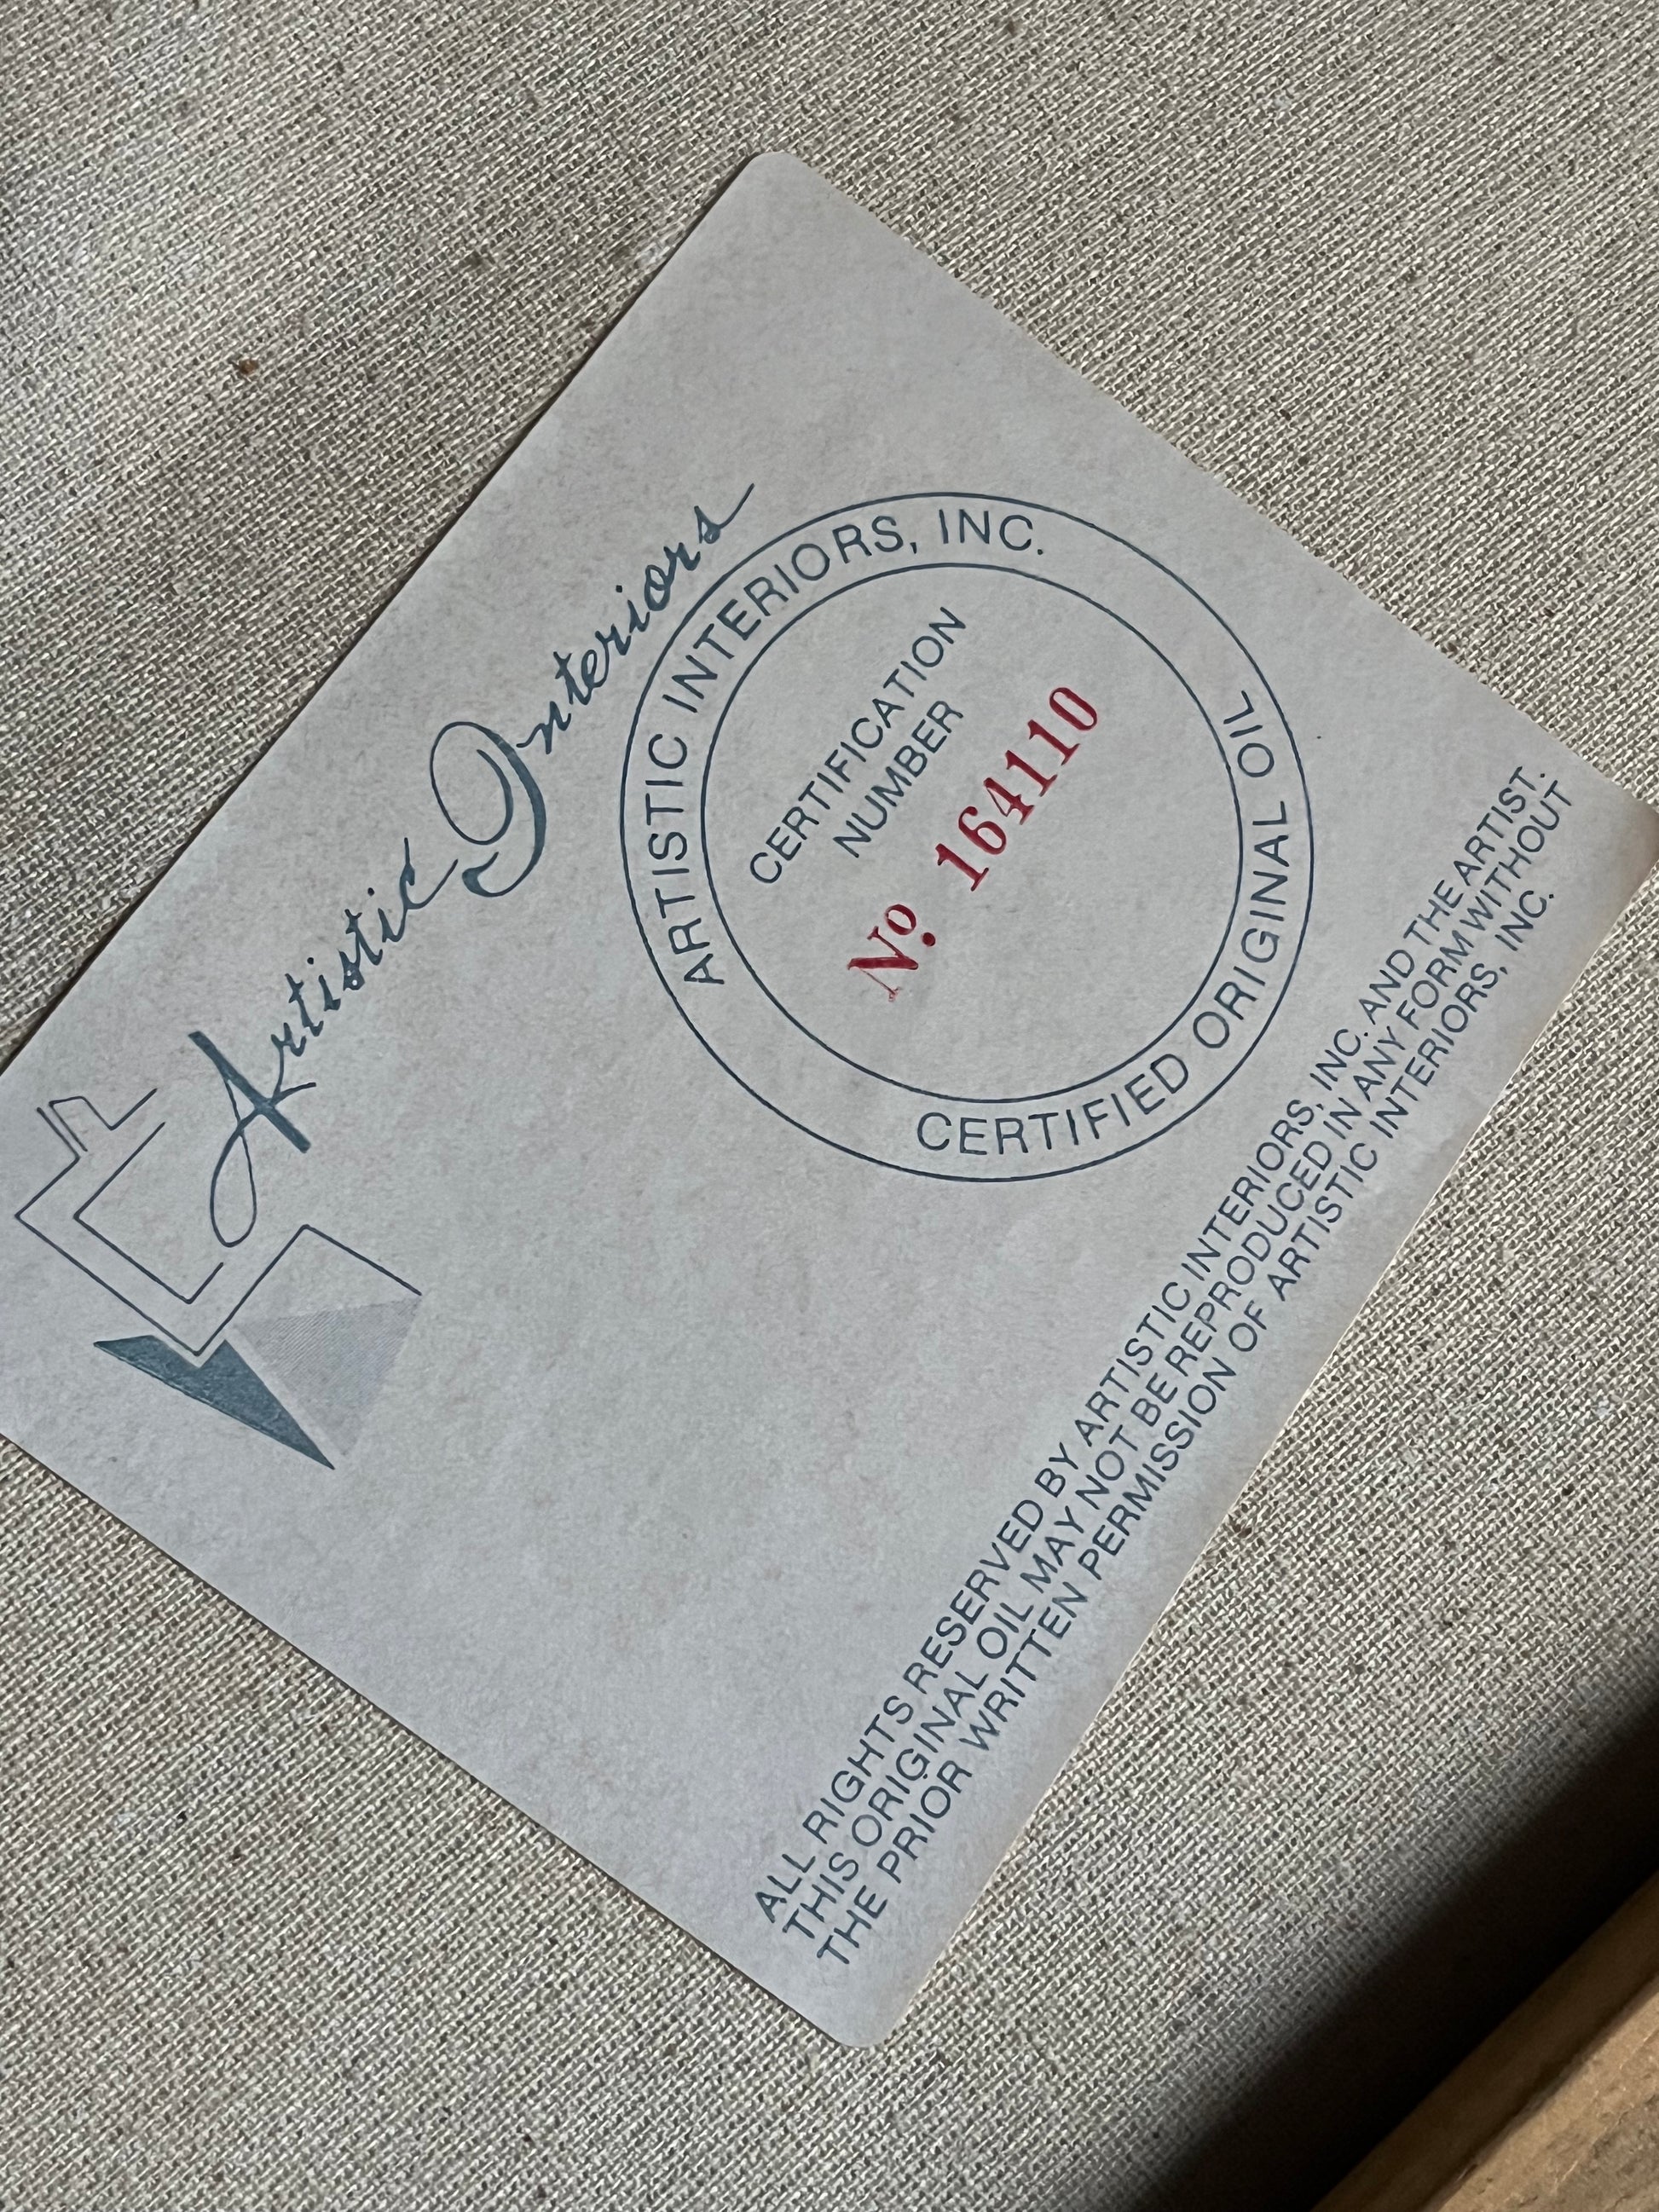 Artistic Interiors
ARTISTIC INTERIORS, INC.
CERTIFICATION
NUMBER
Nº 164110
CERTIFIED ORIGINAL OIL
ALL RIGHTS RESERVED BY ARTISTIC INTERIORS, INC. AND THE ARTIST.
THIS ORIGINAL OIL MAY NOT BE REPRODUCED IN ANY FORM WITHOUT
THE PRIOR WRITTEN PERMISSION OF ARTISTIC INTERIORS, INC.